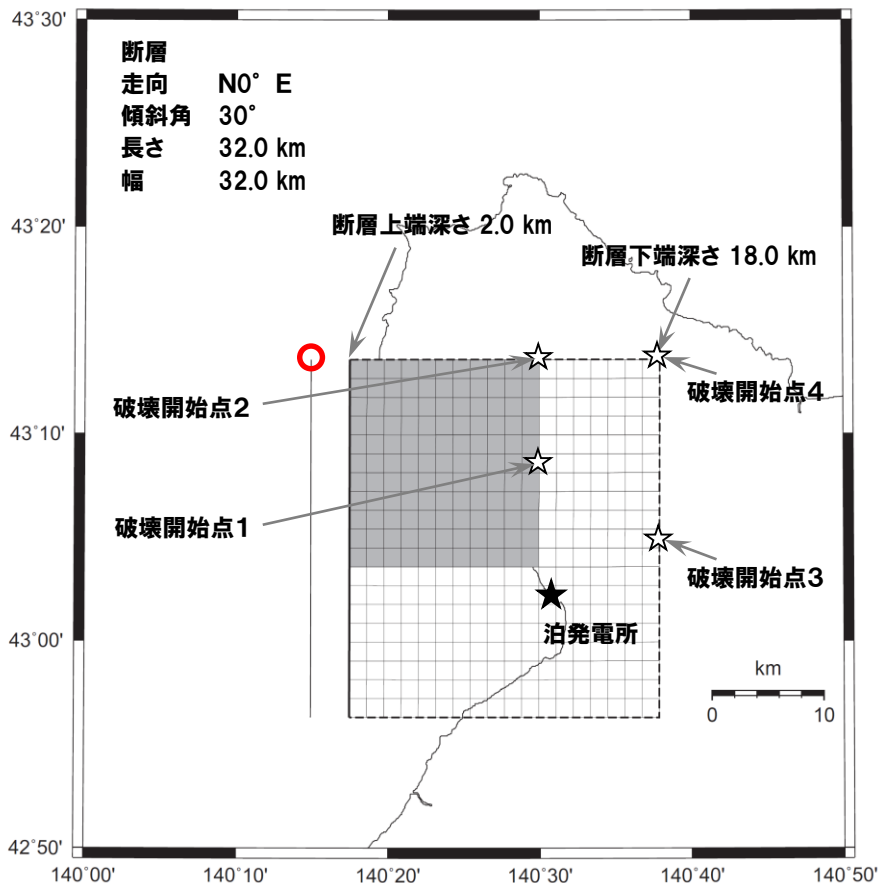 43°30'
断層
走向 N0° E
傾斜角 30°
長さ 32.0 km
幅 32.0 km
43°20'
断層上端深さ 2.0 km
断層下端深さ 18.0 km
破壊開始点2
破壊開始点4
43°10'
破壊開始点1
破壊開始点3
泊発電所
43°00'
km
0 10
42°50'
140°00' 140°10' 140°20' 140°30' 140°40' 140°50'